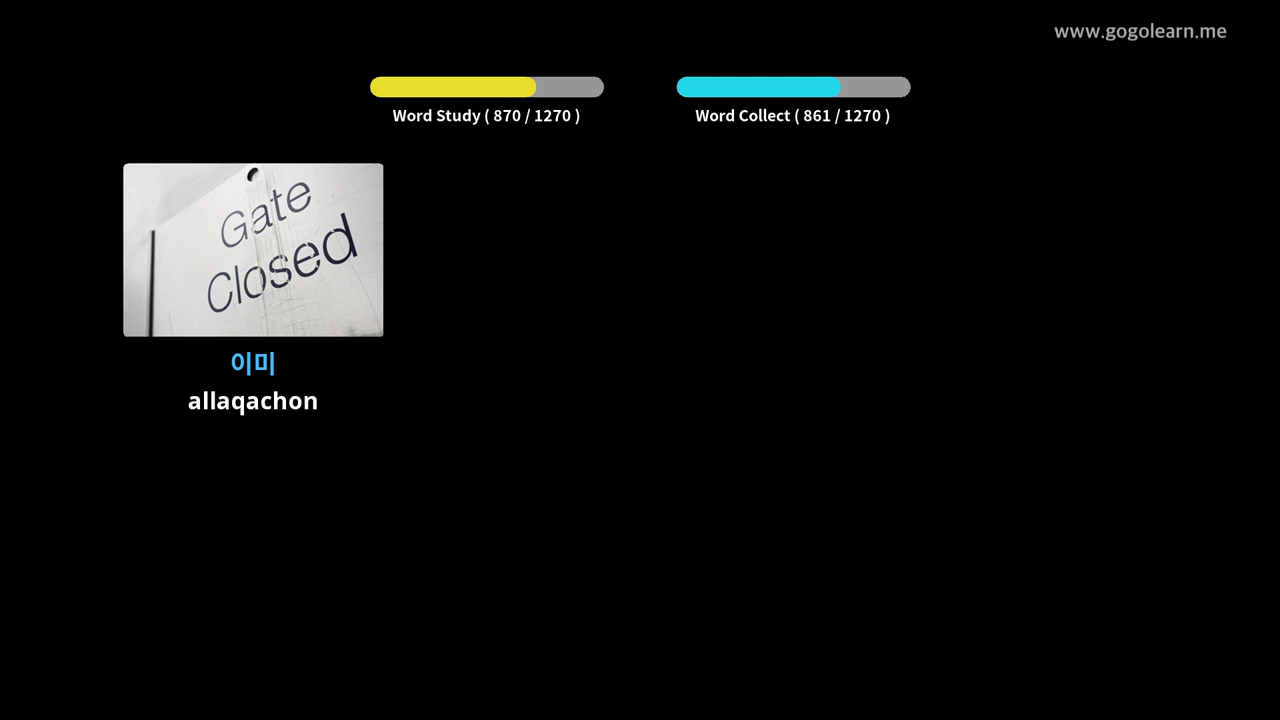 www.gogolearn.me
Word Study ( 870 / 1270 )
Word Collect ( 861 / 1270 )
Gate
Closed
이미
allaqachon